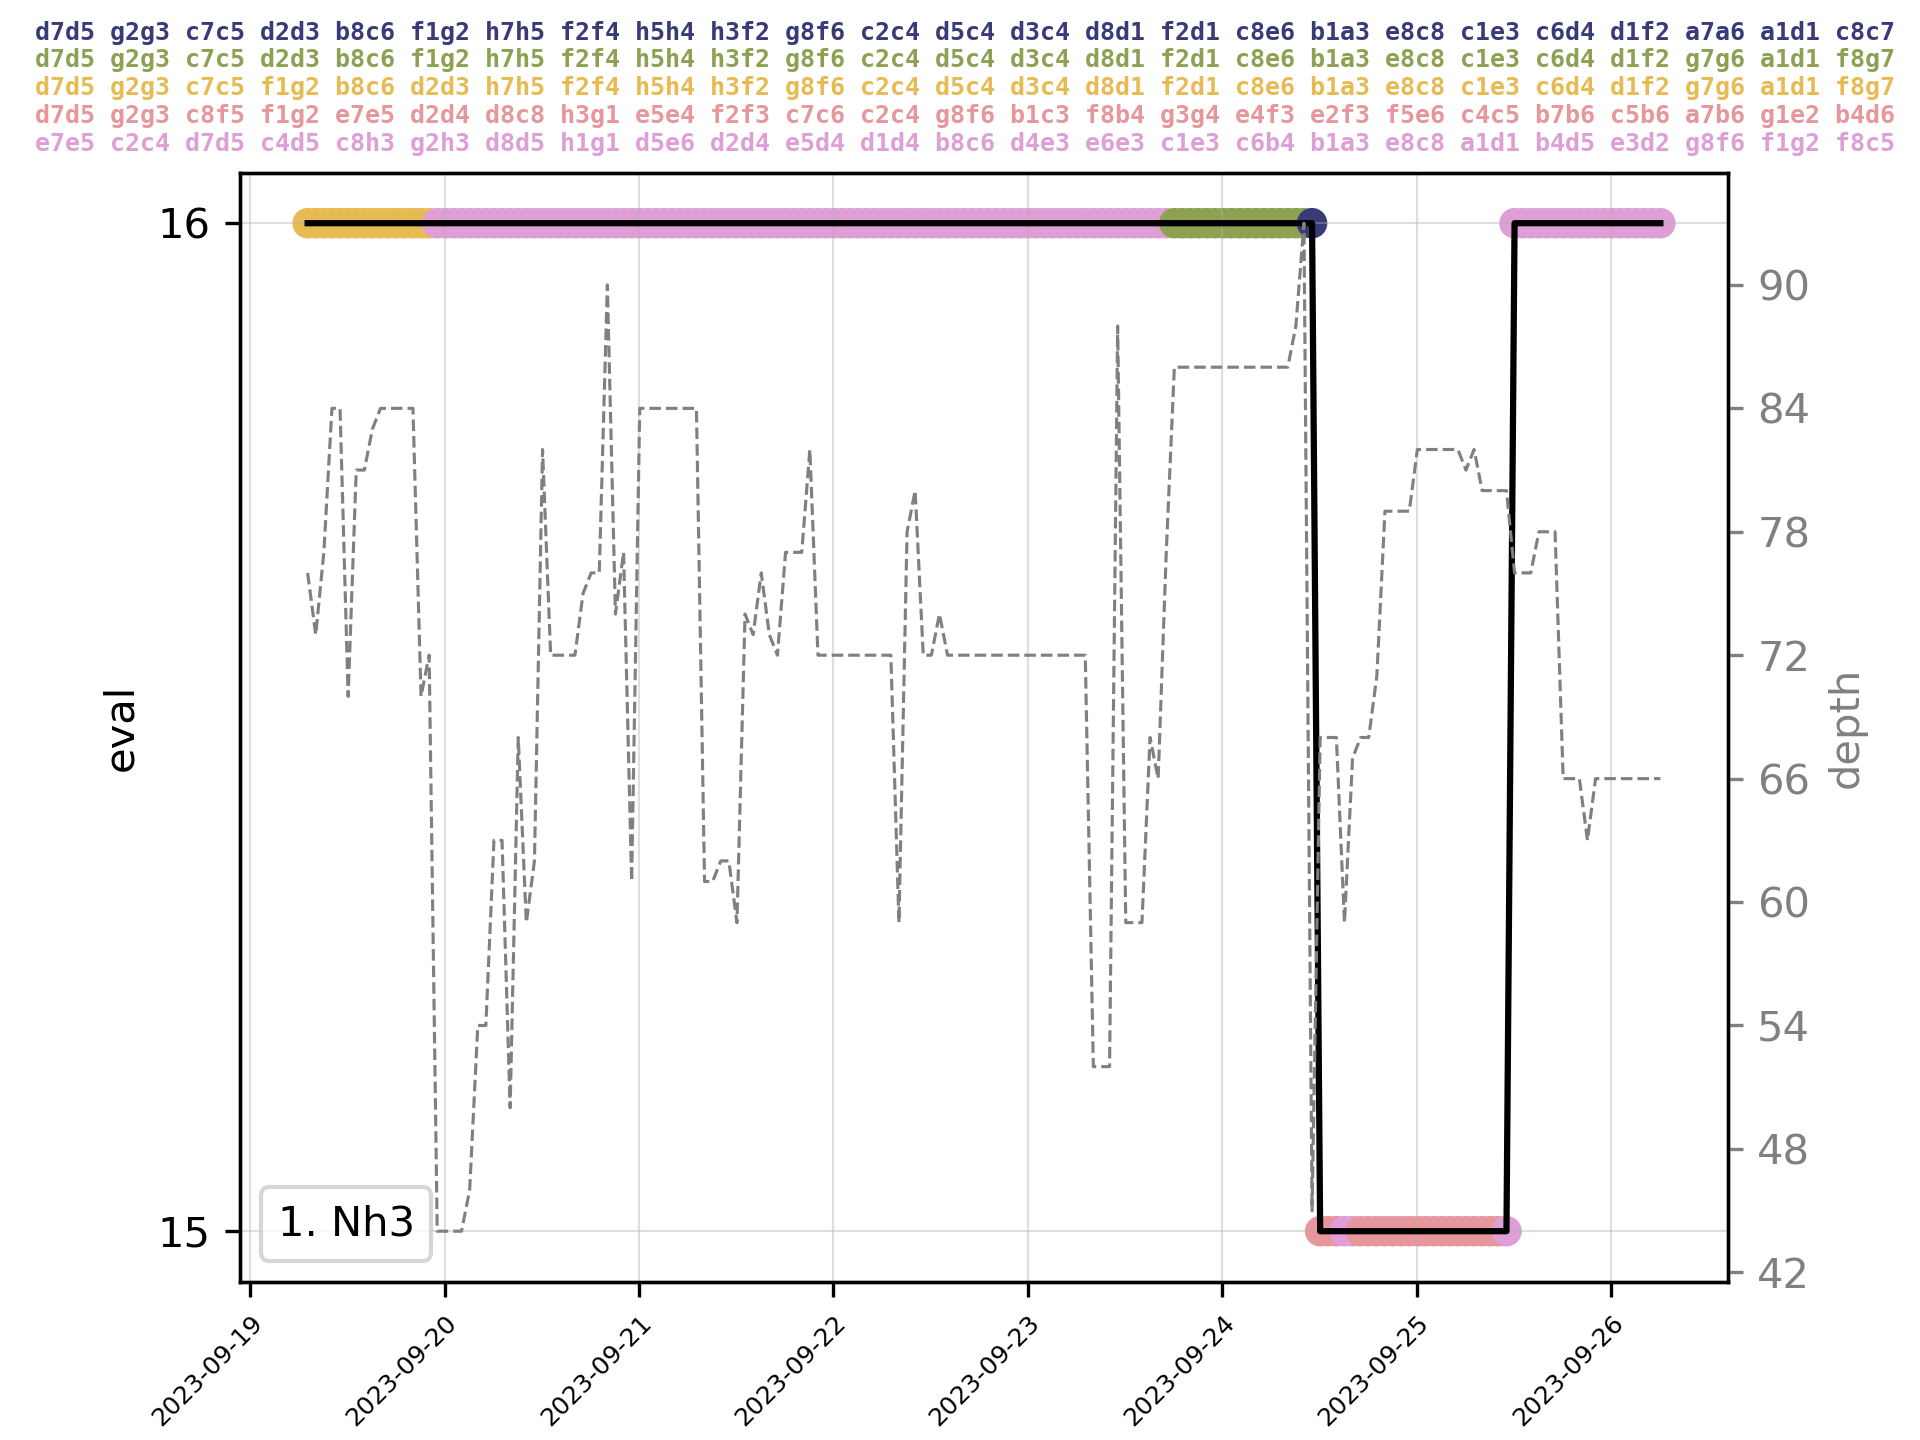 d7d5 g2g3 c7c5 d2d3 b8c6 f1g2 h7h5 f2f4 h5h4 h3f2 g8f6 c2c4 d5c4 d3c4 d8d1 f2d1 c8e6 b1a3 e8c8 c1e3 c6d4 d1f2 a7a6 a1d1 c8c7
d7d5 g2g3 c7c5 d2d3 b8c6 f1g2 h7h5 f2f4 h5h4 h3f2 g8f6 c2c4 d5c4 d3c4 d8d1 f2d1 c8e6 b1a3 e8c8 c1e3 c6d4 d1f2 g7g6 a1d1 f8g7
d7d5 g2g3 c7c5 f1g2 b8c6 d2d3 h7h5 f2f4 h5h4 h3f2 g8f6 c2c4 d5c4 d3c4 d8d1 f2d1 c8e6 b1a3 e8c8 c1e3 c6d4 d1f2 g7g6 a1d1 f8g7
d7d5 g2g3 c8f5 f1g2 e7e5 d2d4 d8c8 h3g1 e5e4 f2f3 c7c6 c2c4 g8f6 b1c3 f8b4 g3g4 e4f3 e2f3 f5e6 c4c5 b7b6 c5b6 a7b6 g1e2 b4d6
e7e5 c2c4 d7d5 c4d5 c8h3 g2h3 d8d5 h1g1 d5e6 d2d4 e5d4 d1d4 b8c6 d4e3 e6e3 c1e3 c6b4 b1a3 e8c8 a1d1 b4d5 e3d2 g8f6 f1g2 f8c5
16
15
eval
90
84
78
72
66
60
54
48
42
depth
1. Nh3
2023-09-19
2023-09-20
2023-09-21
2023-09-22
2023-09-23
2023-09-24
2023-09-25
2023-09-26